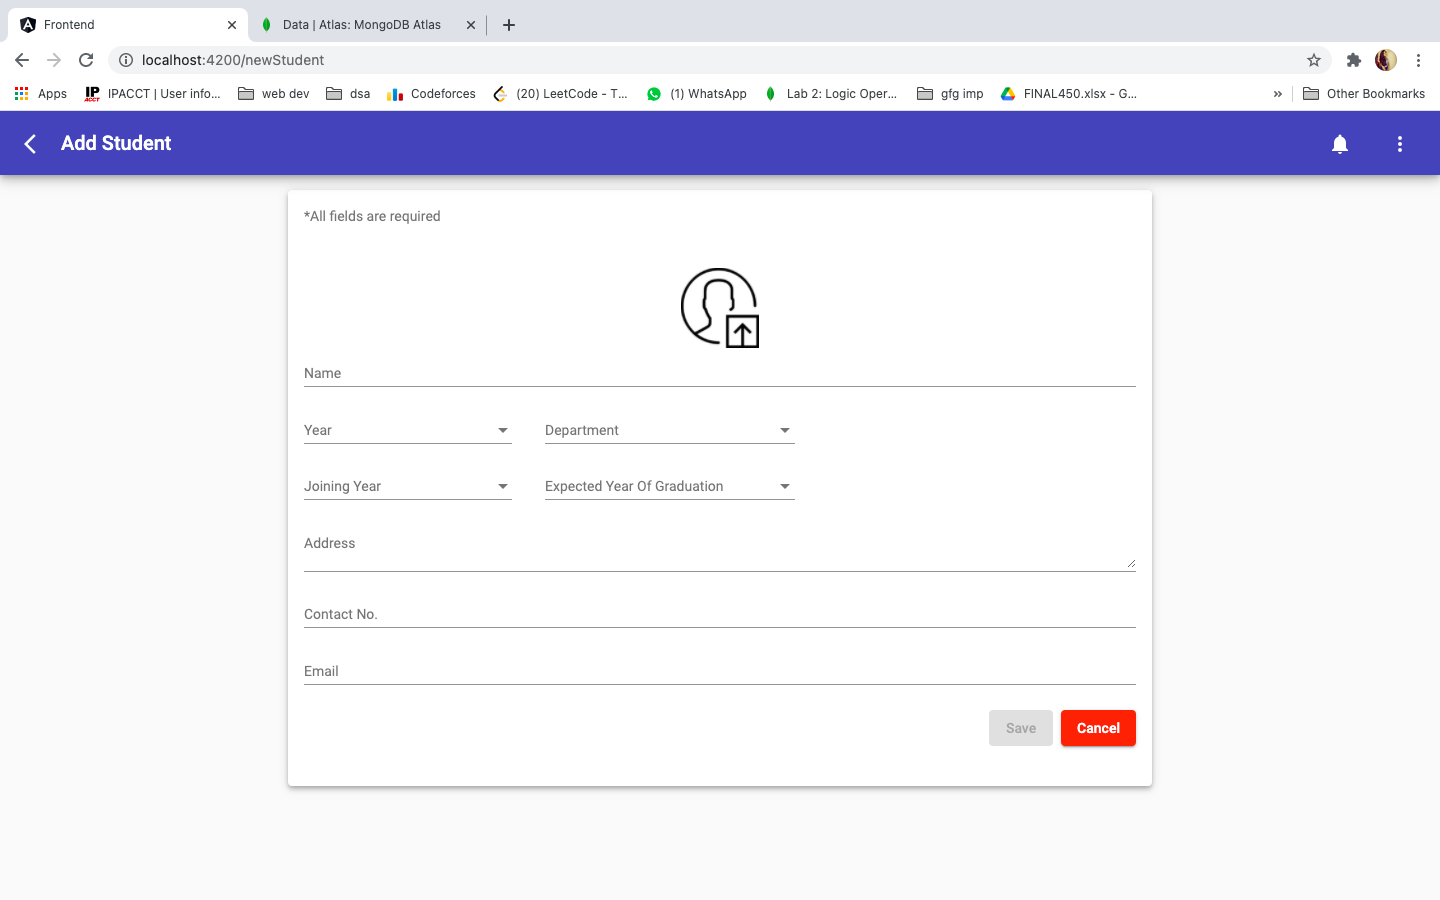 Frontend
Data | Atlas: MongoDB Atlas
localhost:4200/newStudent
Apps
IPACCT | User info...
web dev
dsa
Codeforces
(20) LeetCode - T...
(1) WhatsApp
Lab 2: Logic Oper...
gfg imp
FINAL450.xlsx - G...
Other Bookmarks
Add Student
*All fields are required
Name
Year
Department
Joining Year
Expected Year Of Graduation
Address
Contact No.
Email
Save
Cancel